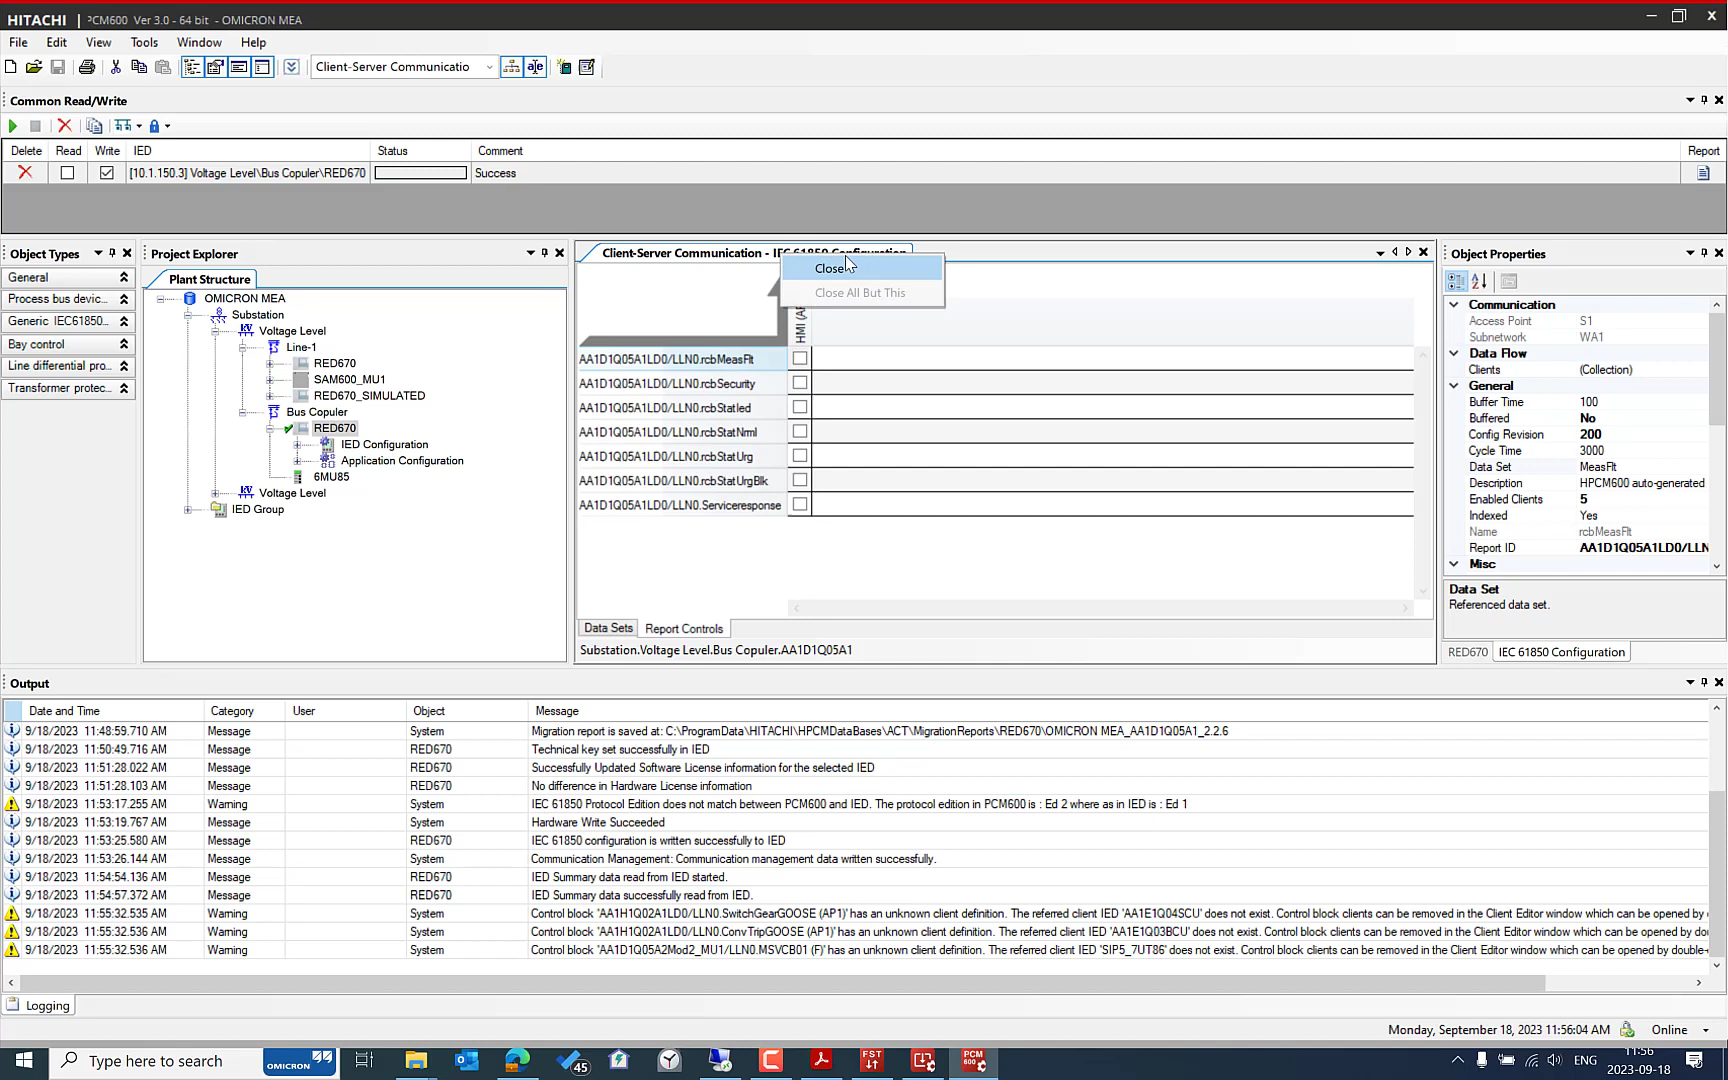 HITACHI | PCM600 Ver 3.0 - 64 bit - OMICRON MEA
File Edit View Tools Window Help
Client-Server Communicatio
Common Read/Write
Delete Read Write IED Status Comment Report
[10.1.150.3] Voltage Level\Bus Copuler\RED670 Success
Object Types
General
Process bus devic...
Generic IEC61850...
Bay control
Line differential pro...
Transformer protec...
Project Explorer
Plant Structure
OMICRON MEA
Substation
Voltage Level
Line-1
RED670
SAM600_MU1
RED670_SIMULATED
Bus Copuler
RED670
IED Configuration
Application Configuration
6MU85
Voltage Level
IED Group
Client-Server Communication - IEC 61850 Configuration
Close
Close All But This
HMI (AP
AA1D1Q05A1LD0/LLN0.rcbMeasFlt
AA1D1Q05A1LD0/LLN0.rcbSecurity
AA1D1Q05A1LD0/LLN0.rcbStatIed
AA1D1Q05A1LD0/LLN0.rcbStatNrml
AA1D1Q05A1LD0/LLN0.rcbStatUrg
AA1D1Q05A1LD0/LLN0.rcbStatUrgBlk
AA1D1Q05A1LD0/LLN0.Serviceresponse
Data Sets Report Controls
Substation.Voltage Level.Bus Copuler.AA1D1Q05A1
Object Properties
Communication
Access Point S1
Subnetwork WA1
Data Flow
Clients (Collection)
General
Buffer Time 100
Buffered No
Config Revision 200
Cycle Time 3000
Data Set MeasFlt
Description HPCM600 auto-generated
Enabled Clients 5
Indexed Yes
Name rcbMeasFlt
Report ID AA1D1Q05A1LD0/LLN
Misc
Data Set
Referenced data set.
RED670 IEC 61850 Configuration
Output
Date and Time Category User Object Message
9/18/2023 11:48:59.710 AM Message System Migration report is saved at: C:\ProgramData\HITACHI\HPCMDataBases\ACT\MigrationReports\RED670\OMICRON MEA_AA1D1Q05A1_2.2.6
9/18/2023 11:50:49.716 AM Message RED670 Technical key set successfully in IED
9/18/2023 11:51:28.022 AM Message RED670 Successfully Updated Software License information for the selected IED
9/18/2023 11:51:28.103 AM Message RED670 No difference in Hardware License information
9/18/2023 11:53:17.255 AM Warning System IEC 61850 Protocol Edition does not match between PCM600 and IED. The protocol edition in PCM600 is : Ed 2 where as in IED is : Ed 1
9/18/2023 11:53:19.767 AM Message System Hardware Write Succeeded
9/18/2023 11:53:25.580 AM Message RED670 IEC 61850 configuration is written successfully to IED
9/18/2023 11:53:26.144 AM Message System Communication Management: Communication management data written successfully.
9/18/2023 11:54:54.136 AM Message RED670 IED Summary data read from IED started.
9/18/2023 11:54:57.372 AM Message RED670 IED Summary data successfully read from IED.
9/18/2023 11:55:32.535 AM Warning System Control block 'AA1H1Q02A1LD0/LLN0.SwitchGearGOOSE (AP1)' has an unknown client definition. The referred client IED 'AA1E1Q04SCU' does not exist. Control block clients can be removed in the Client Editor window which can be opened by do
9/18/2023 11:55:32.536 AM Warning System Control block 'AA1H1Q02A1LD0/LLN0.ConvTripGOOSE (AP1)' has an unknown client definition. The referred client IED 'AA1E1Q03BCU' does not exist. Control block clients can be removed in the Client Editor window which can be opened by dou
9/18/2023 11:55:32.536 AM Warning System Control block 'AA1D1Q05A2Mod2_MU1/LLN0.MSVCB01 (F)' has an unknown client definition. The referred client IED 'SIP5_7UT86' does not exist. Control block clients can be removed in the Client Editor window which can be opened by double-
Logging
Monday, September 18, 2023 11:56:04 AM Online
Type here to search OMICRON 45 FST PCM 600 ENG 11:56
2023-09-18